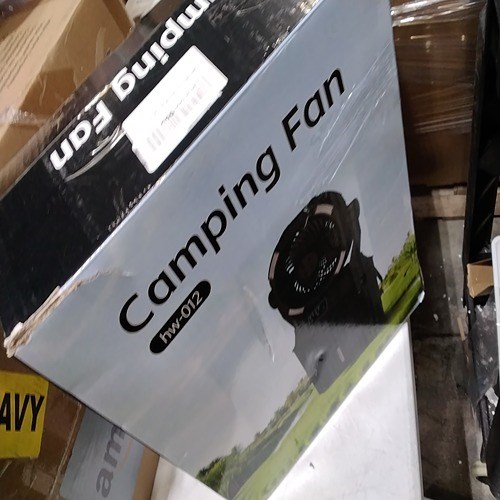 Camping Fan
hw-012
mping Fan
AVY
am